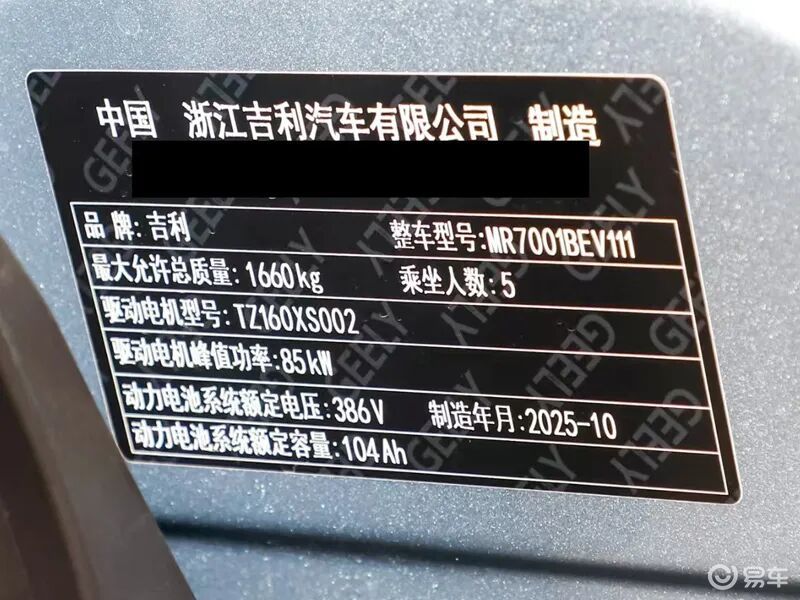 中国 浙江吉利汽车有限公司 制造
品牌:吉利 整车型号:MR7001BEV111
最大允许总质量:1660kg 乘坐人数:5
驱动电机型号:TZ160XS002
驱动电机峰值功率:85kW
动力电池系统额定电压:386V 制造年月:2025-10
动力电池系统额定容量:104Ah
GEELY
易车